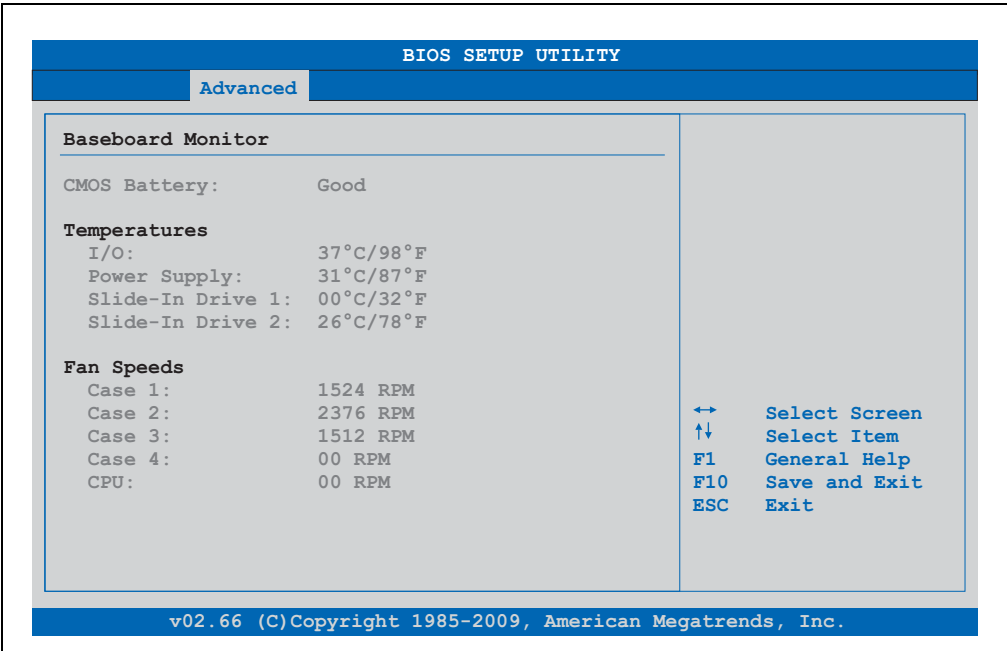 BIOS SETUP UTILITY
Advanced
Baseboard Monitor
CMOS Battery: Good
Temperatures
I/O: 37°C/98°F
Power Supply: 31°C/87°F
Slide-In Drive 1: 00°C/32°F
Slide-In Drive 2: 26°C/78°F
Fan Speeds
Case 1: 1524 RPM
Case 2: 2376 RPM
Case 3: 1512 RPM
Case 4: 00 RPM
CPU: 00 RPM
↔ Select Screen
↑↓ Select Item
F1 General Help
F10 Save and Exit
ESC Exit
v02.66 (C)Copyright 1985-2009, American Megatrends, Inc.